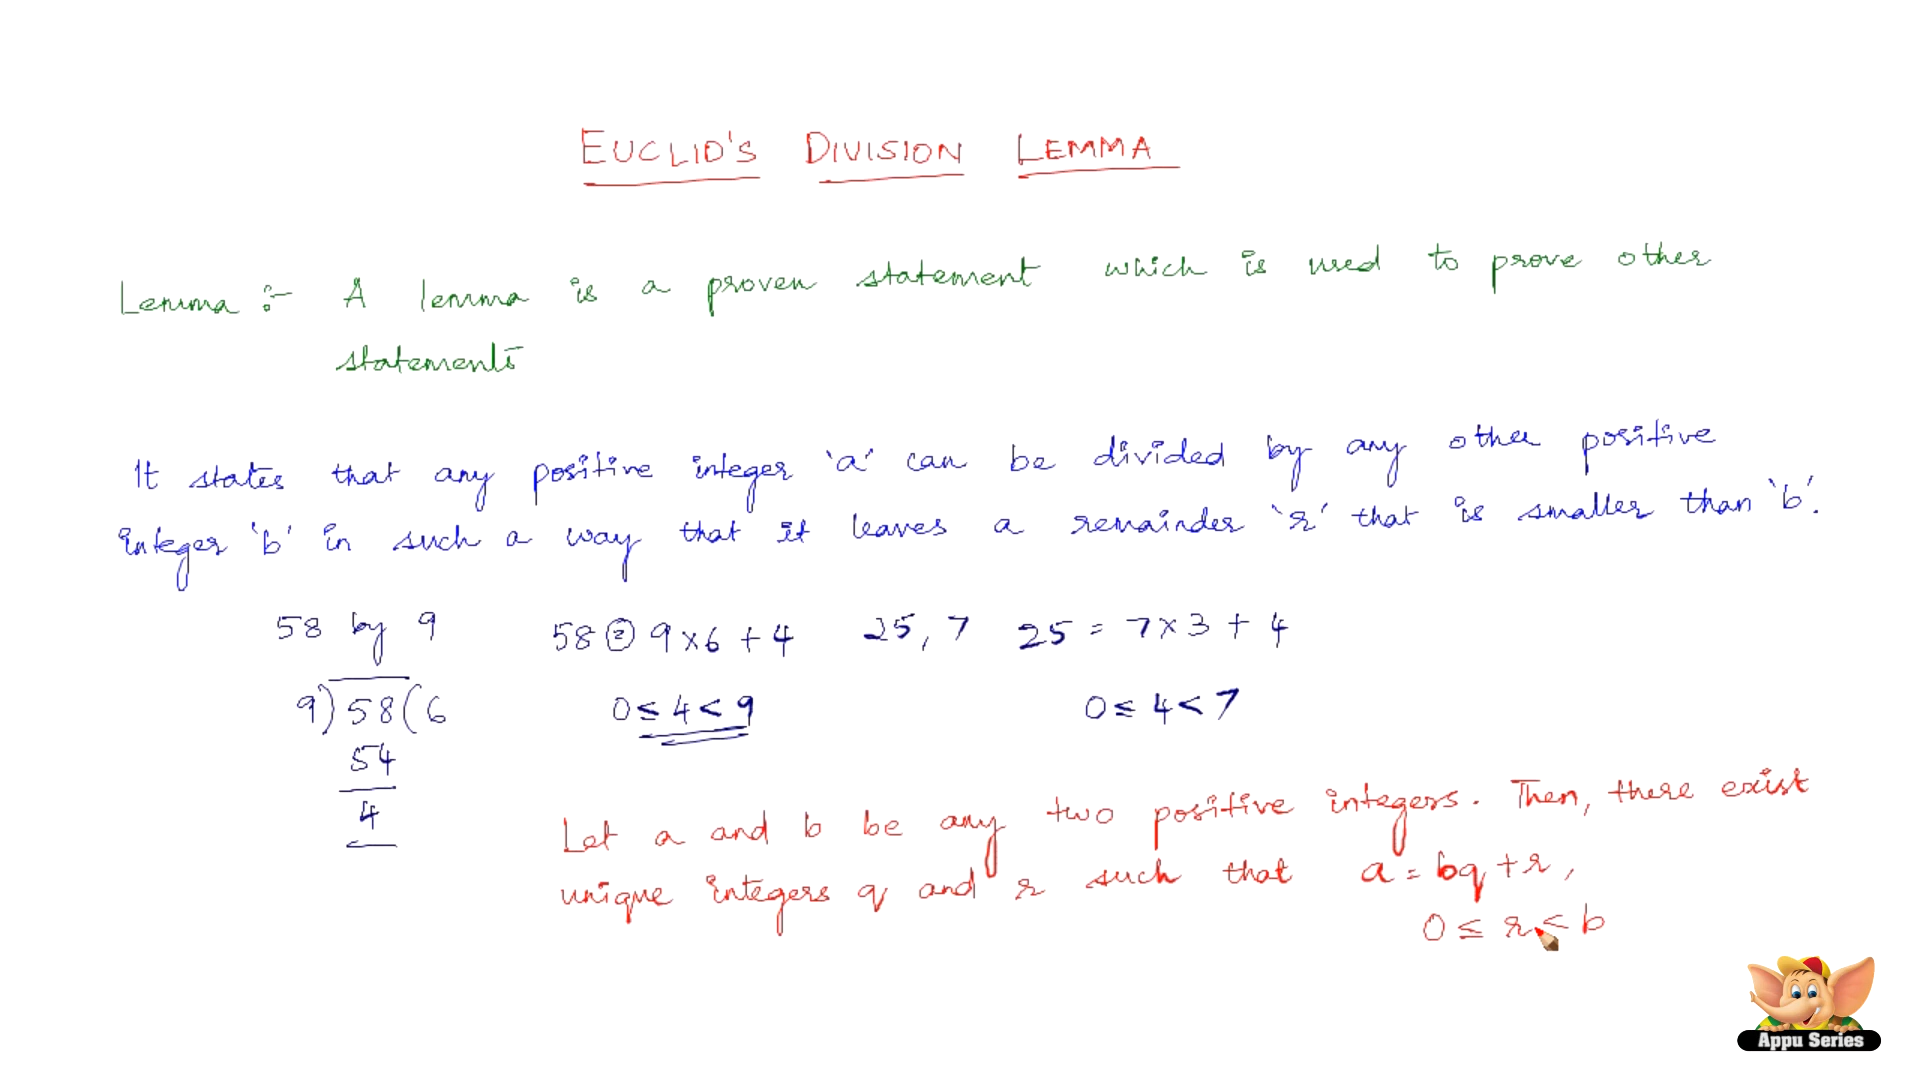 EUCLID'S DIVISION LEMMA
Lemma :- A lemma is a proven statement which is used to prove other
statements
It states that any positive integer 'a' can be divided by any other positive
integer 'b' in such a way that it leaves a remainder 'r' that is smaller than 'b'.
58 by 9
9)58(6
54
4
58 = 9×6 + 4
0 ≤ 4 < 9
25, 7
25 = 7×3 + 4
0 ≤ 4 < 7
Let a and b be any two positive integers. Then, there exist
unique integers q and r such that a = bq + r,
0 ≤ r < b
Appu Series